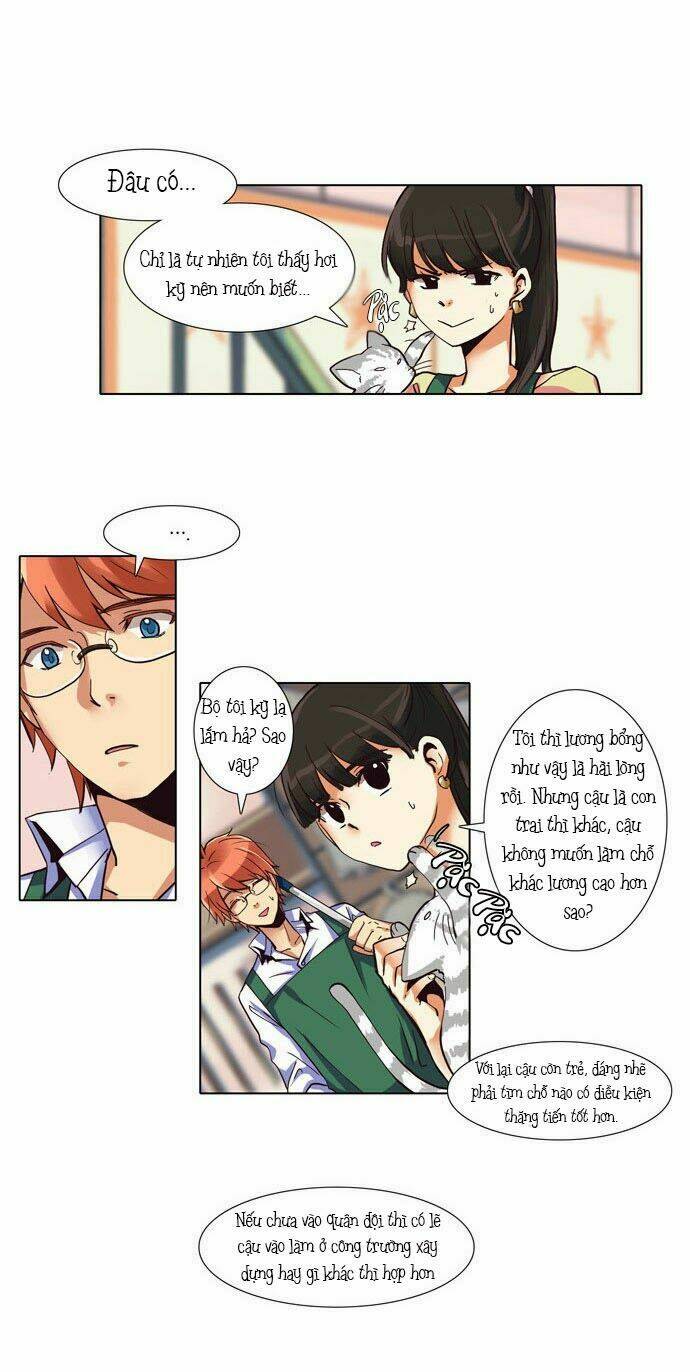 Đâu có...
Chỉ là tự nhiên tôi thấy hơi
kỳ nên muốn biết...
PẶC
....
Bộ tôi kỳ lạ
lắm hả? Sao
vậy?
Tôi thì lương bổng
như vậy là hài lòng
rồi. Nhưng cậu là con
trai thì khác, cậu
không muốn làm chỗ
khác lương cao hơn
sao?
PẶC PẶC
Với lại cậu còn trẻ, đáng nhẽ
phải tìm chỗ nào có điều kiện
thăng tiến tốt hơn.
Nếu chưa vào quân đội thì có lẽ
cậu vào làm ở công trường xây
dựng hay gì khác thì hợp hơn